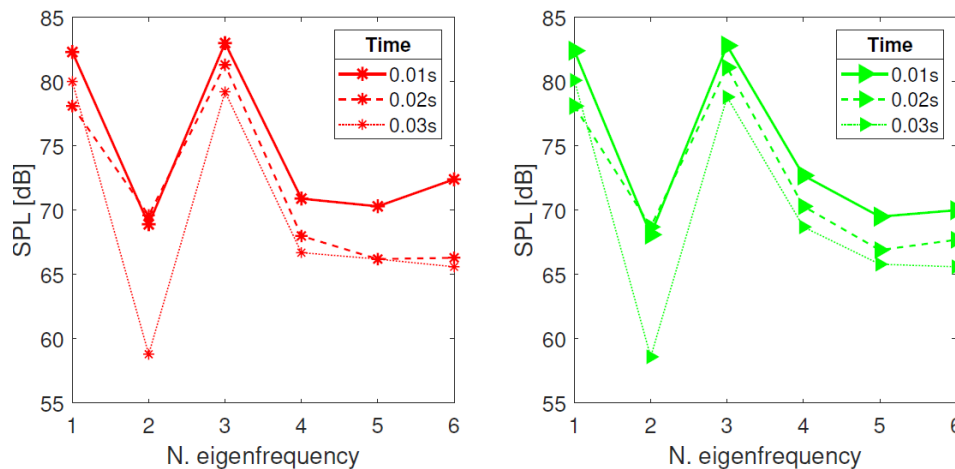 85
80
75
70
65
60
55
SPL [dB]
1 2 3 4 5 6
N. eigenfrequency
Time
0.01s
0.02s
0.03s
85
80
75
70
65
60
55
SPL [dB]
1 2 3 4 5 6
N. eigenfrequency
Time
0.01s
0.02s
0.03s